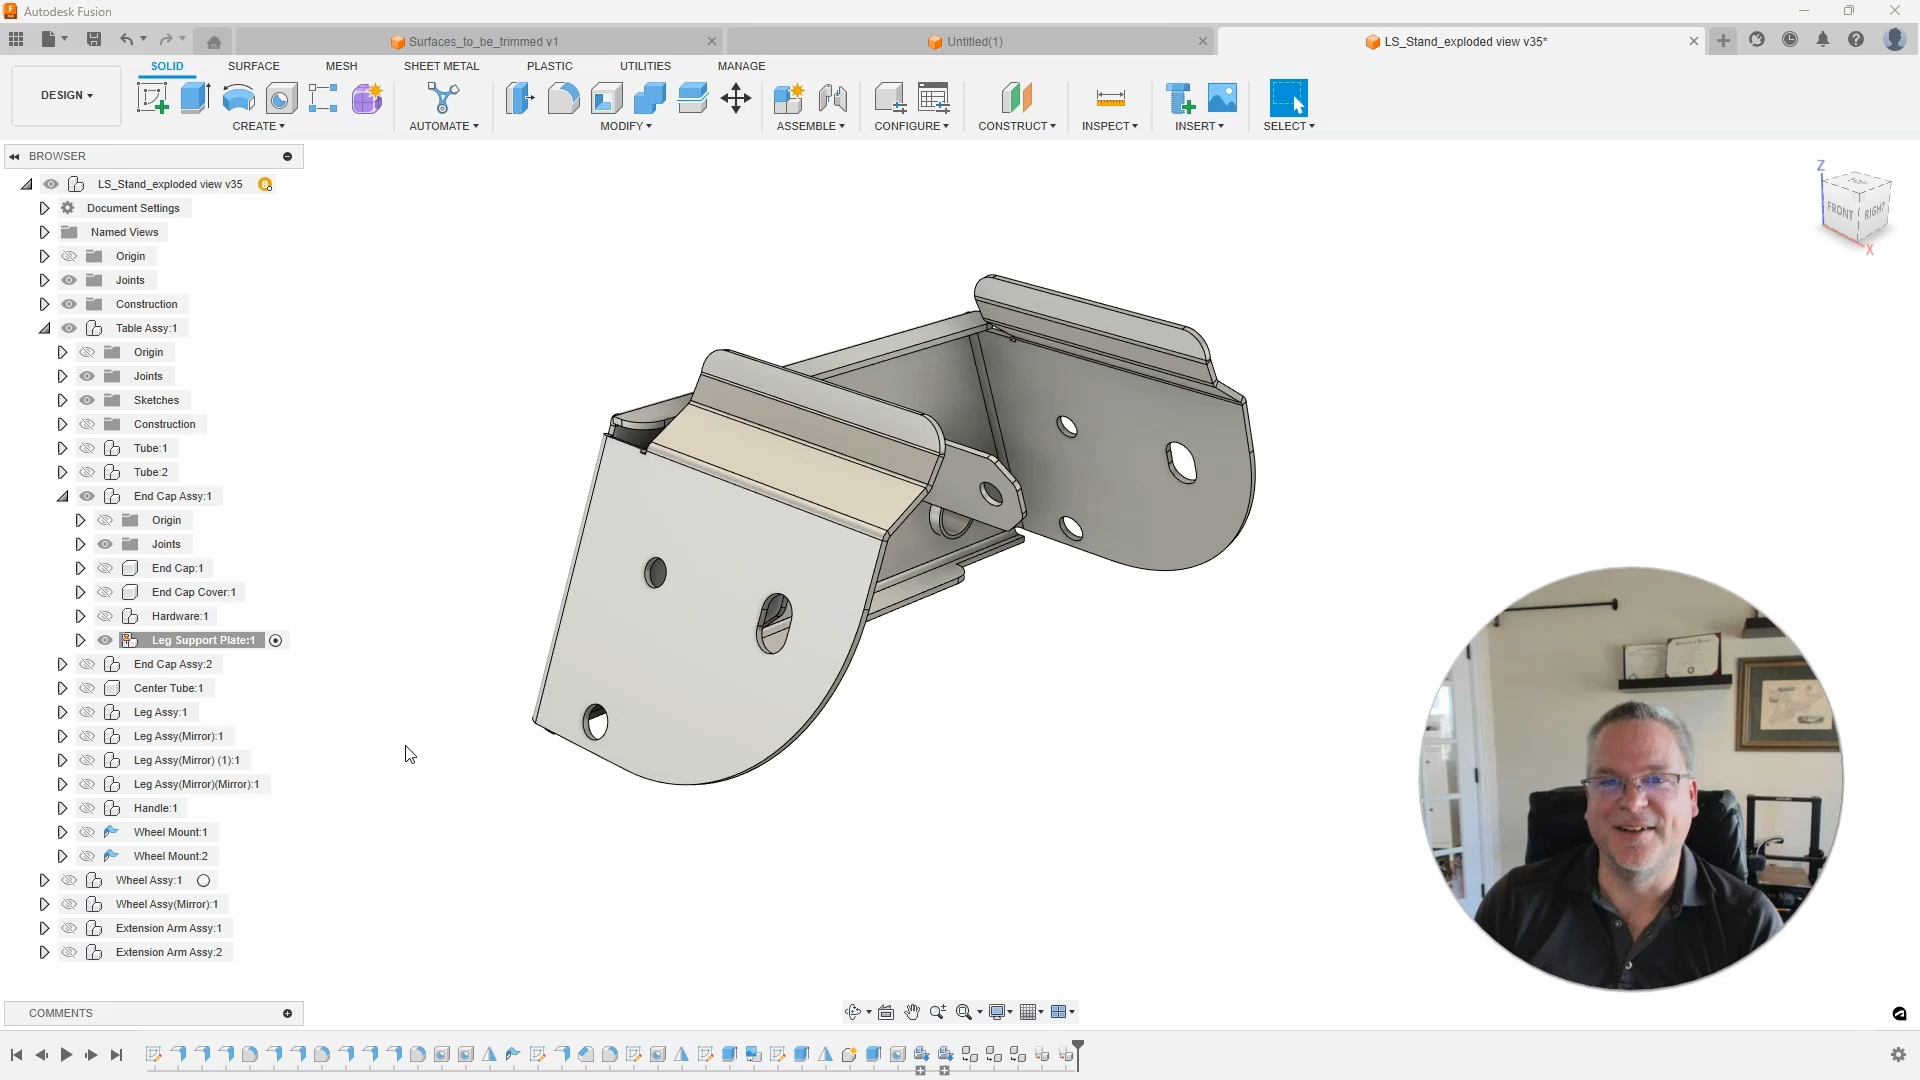 Autodesk Fusion
Surfaces_to_be_trimmed v1
Untitled(1)
LS_Stand_exploded view v35*
DESIGN
SOLID
SURFACE
MESH
SHEET METAL
PLASTIC
UTILITIES
MANAGE
CREATE
AUTOMATE
MODIFY
ASSEMBLE
CONFIGURE
CONSTRUCT
INSPECT
INSERT
SELECT
BROWSER
LS_Stand_exploded view v35
Document Settings
Named Views
Origin
Joints
Construction
Table Assy:1
Origin
Joints
Sketches
Construction
Tube:1
Tube:2
End Cap Assy:1
Origin
Joints
End Cap:1
End Cap Cover:1
Hardware:1
Leg Support Plate:1
End Cap Assy:2
Center Tube:1
Leg Assy:1
Leg Assy(Mirror):1
Leg Assy(Mirror) (1):1
Leg Assy(Mirror)(Mirror):1
Handle:1
Wheel Mount:1
Wheel Mount:2
Wheel Assy:1
Wheel Assy(Mirror):1
Extension Arm Assy:1
Extension Arm Assy:2
Z
FRONT
RIGHT
X
COMMENTS